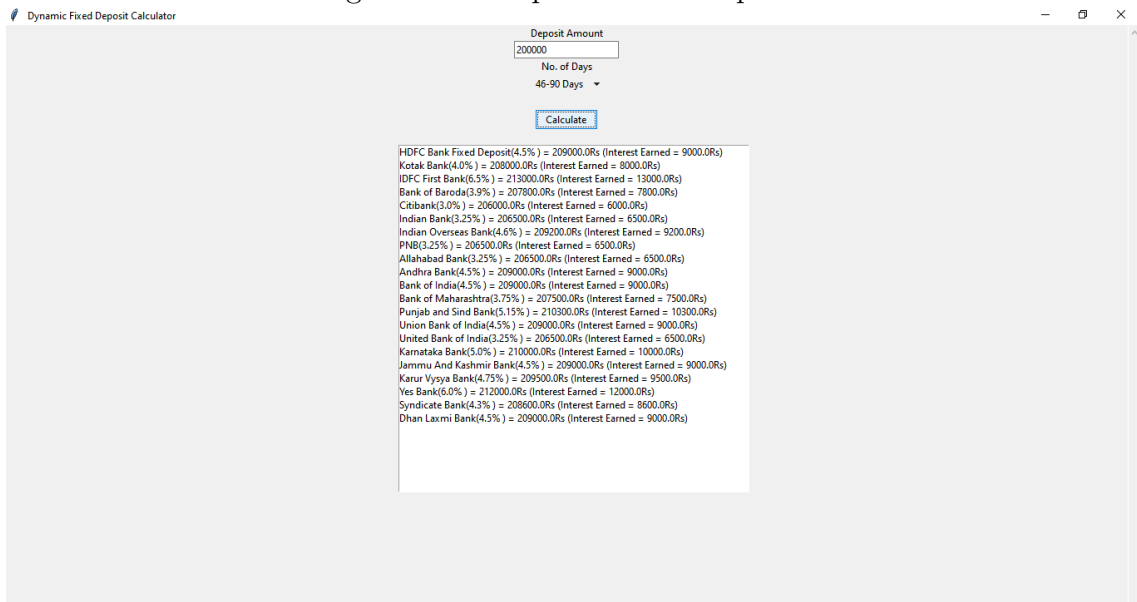 Dynamic Fixed Deposit Calculator
Deposit Amount
200000
No. of Days
46-90 Days
Calculate
HDFC Bank Fixed Deposit(4.5% ) = 209000.0Rs (Interest Earned = 9000.0Rs)
Kotak Bank(4.0% ) = 208000.0Rs (Interest Earned = 8000.0Rs)
IDFC First Bank(6.5% ) = 213000.0Rs (Interest Earned = 13000.0Rs)
Bank of Baroda(3.9% ) = 207800.0Rs (Interest Earned = 7800.0Rs)
Citibank(3.0% ) = 206000.0Rs (Interest Earned = 6000.0Rs)
Indian Bank(3.25% ) = 206500.0Rs (Interest Earned = 6500.0Rs)
Indian Overseas Bank(4.6% ) = 209200.0Rs (Interest Earned = 9200.0Rs)
PNB(3.25% ) = 206500.0Rs (Interest Earned = 6500.0Rs)
Allahabad Bank(3.25% ) = 206500.0Rs (Interest Earned = 6500.0Rs)
Andhra Bank(4.5% ) = 209000.0Rs (Interest Earned = 9000.0Rs)
Bank of India(4.5% ) = 209000.0Rs (Interest Earned = 9000.0Rs)
Bank of Maharashtra(3.75% ) = 207500.0Rs (Interest Earned = 7500.0Rs)
Punjab and Sind Bank(5.15% ) = 210300.0Rs (Interest Earned = 10300.0Rs)
Union Bank of India(4.5% ) = 209000.0Rs (Interest Earned = 9000.0Rs)
United Bank of India(3.25% ) = 206500.0Rs (Interest Earned = 6500.0Rs)
Karnataka Bank(5.0% ) = 210000.0Rs (Interest Earned = 10000.0Rs)
Jammu And Kashmir Bank(4.5% ) = 209000.0Rs (Interest Earned = 9000.0Rs)
Karur Vysya Bank(4.75% ) = 209500.0Rs (Interest Earned = 9500.0Rs)
Yes Bank(6.0% ) = 212000.0Rs (Interest Earned = 12000.0Rs)
Syndicate Bank(4.3% ) = 208600.0Rs (Interest Earned = 8600.0Rs)
Dhan Laxmi Bank(4.5% ) = 209000.0Rs (Interest Earned = 9000.0Rs)